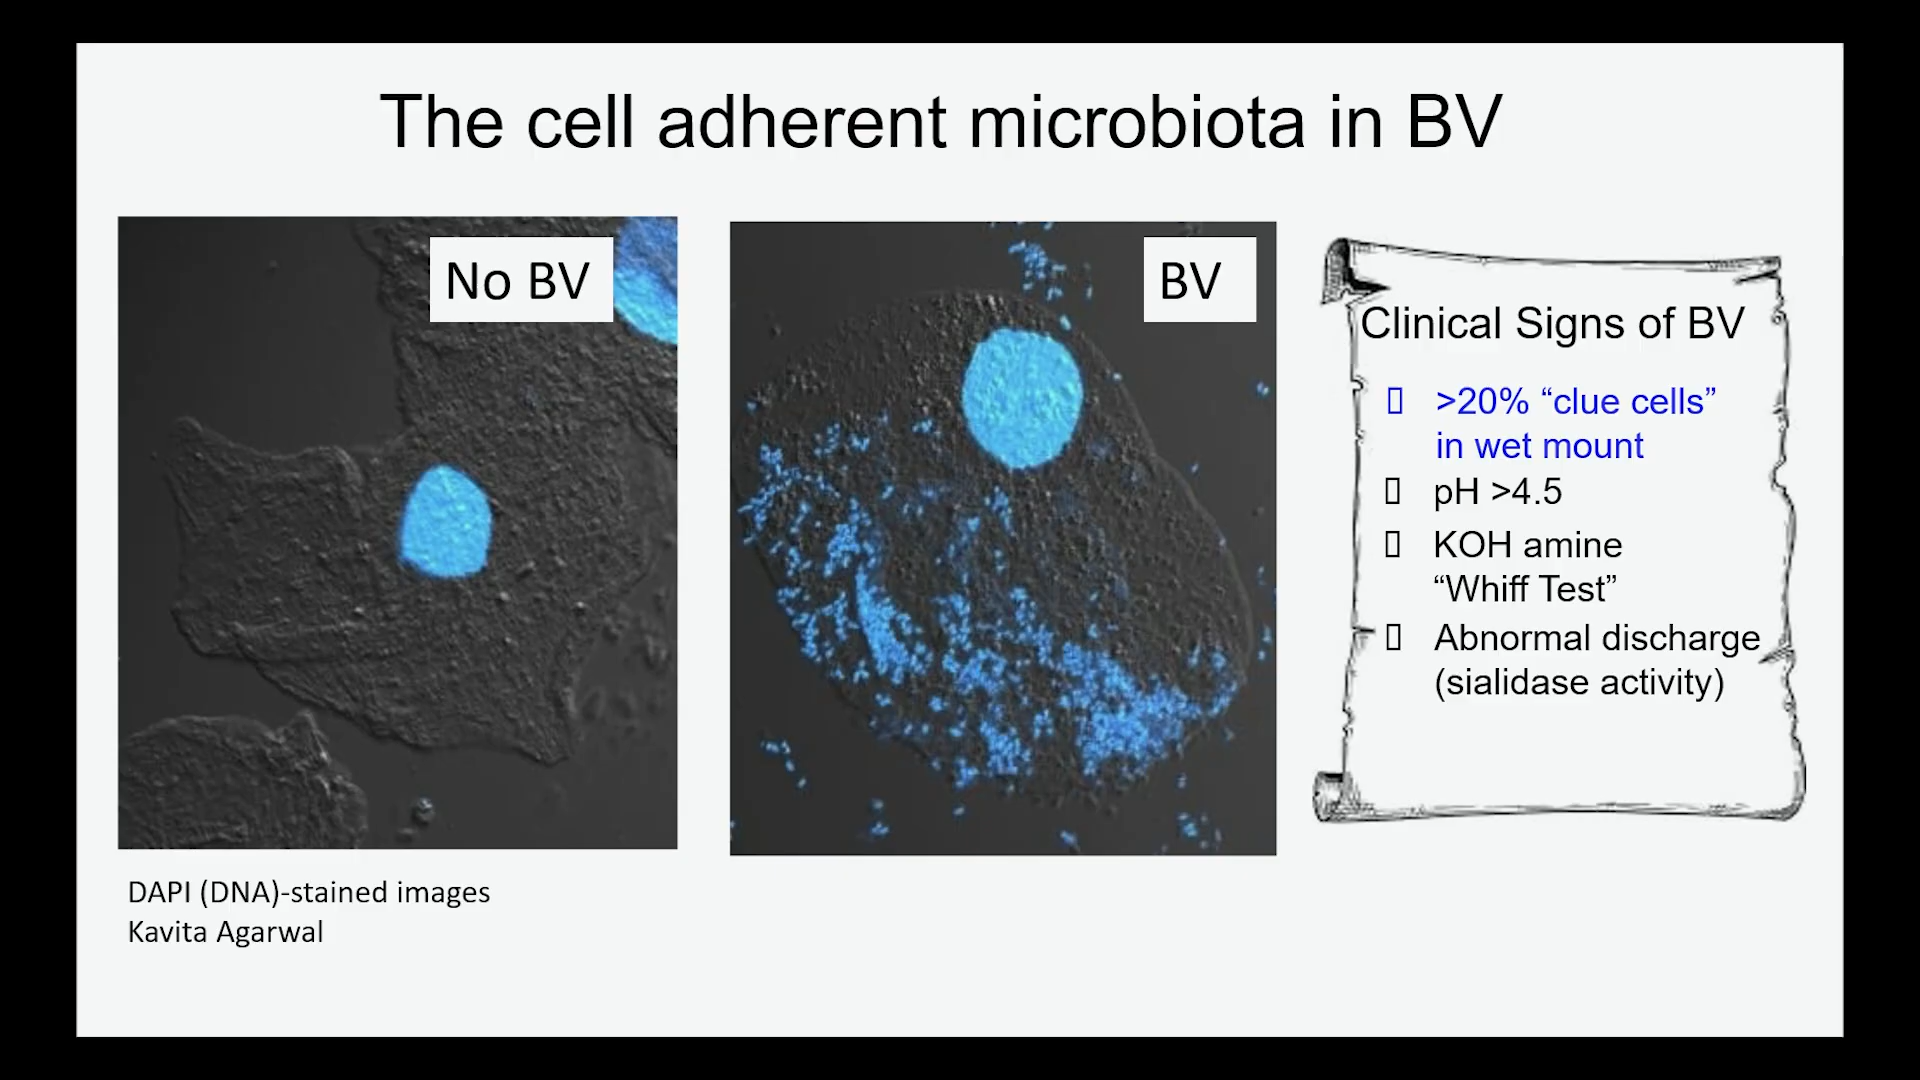 The cell adherent microbiota in BV
No BV
BV
Clinical Signs of BV
>20% “clue cells”
in wet mount
pH >4.5
KOH amine
“Whiff Test”
Abnormal discharge
(sialidase activity)
DAPI (DNA)-stained images
Kavita Agarwal